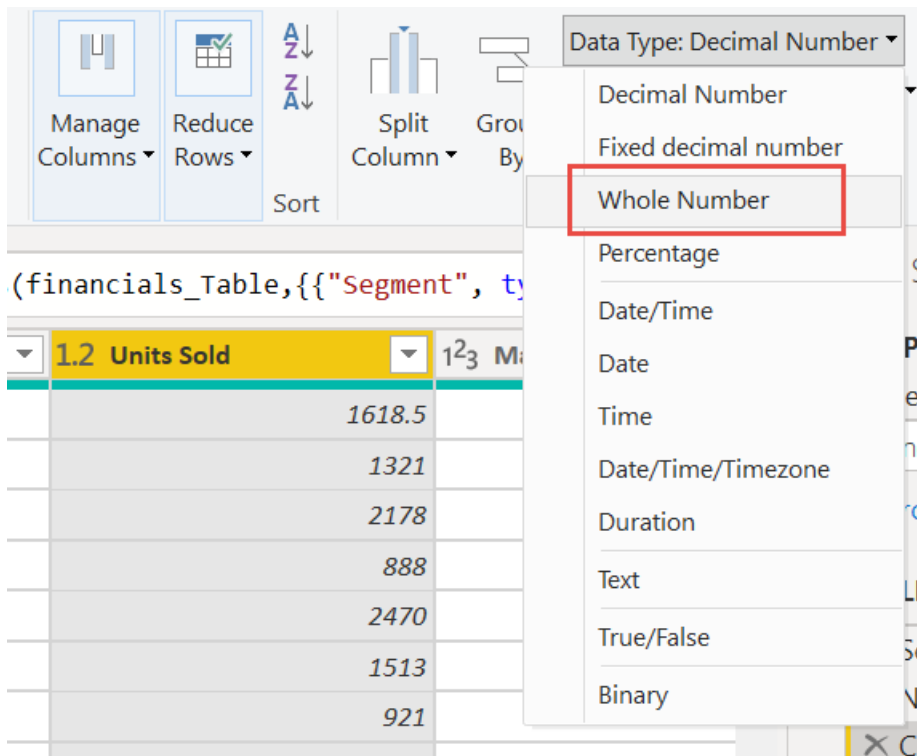 Data Type: Decimal Number
A
Z
Z
A
Manage
Columns
Reduce
Rows
Sort
Split
Column
Grou
By
Decimal Number
Fixed decimal number
Whole Number
Percentage
Date/Time
Date
Time
Date/Time/Timezone
Duration
Text
True/False
Binary
(financials_Table,{{"Segment", ty
1.2 Units Sold
1²3 Ma
1618.5
1321
2178
888
2470
1513
921